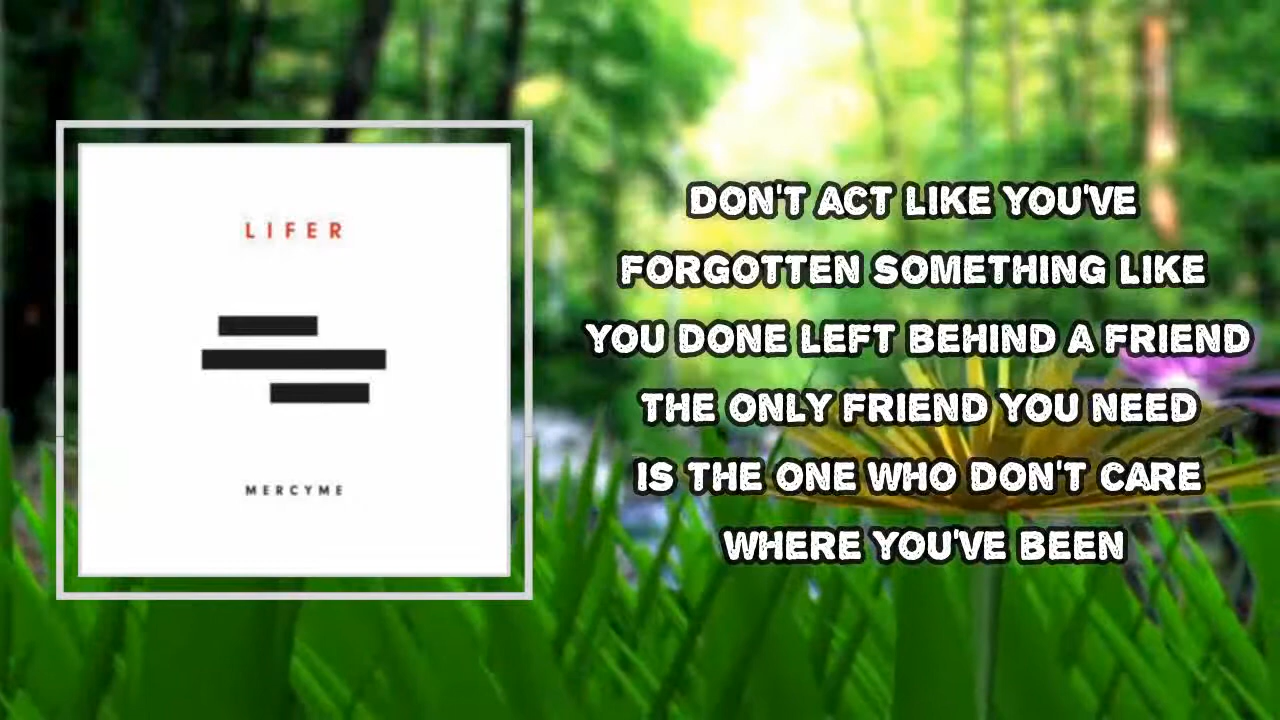 LIFER
MERCYME
DON'T ACT LIKE YOU'VE
FORGOTTEN SOMETHING LIKE
YOU DONE LEFT BEHIND A FRIEND
THE ONLY FRIEND YOU NEED
IS THE ONE WHO DON'T CARE
WHERE YOU'VE BEEN